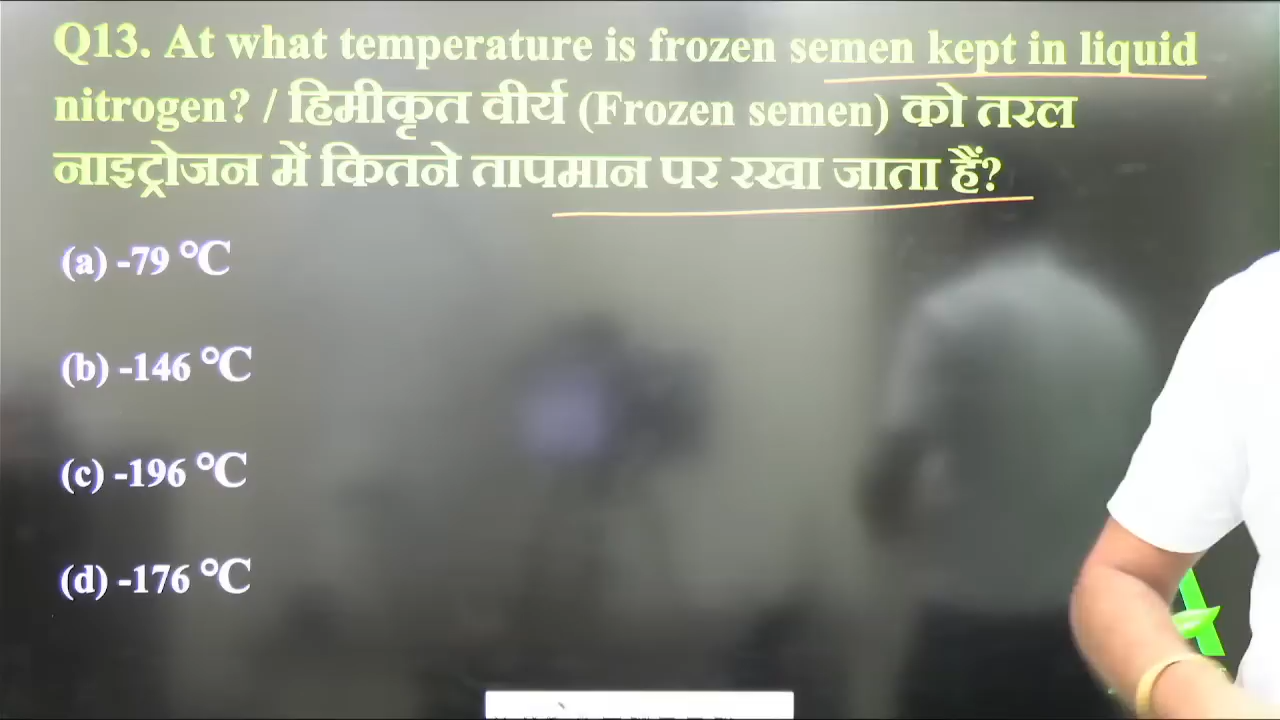 Q13. At what temperature is frozen semen kept in liquid
nitrogen? / हिमीकृत वीर्य (Frozen semen) को तरल
नाइट्रोजन में कितने तापमान पर रखा जाता हैं?
(a) -79 °C
(b) -146 °C
(c) -196 °C
(d) -176 °C